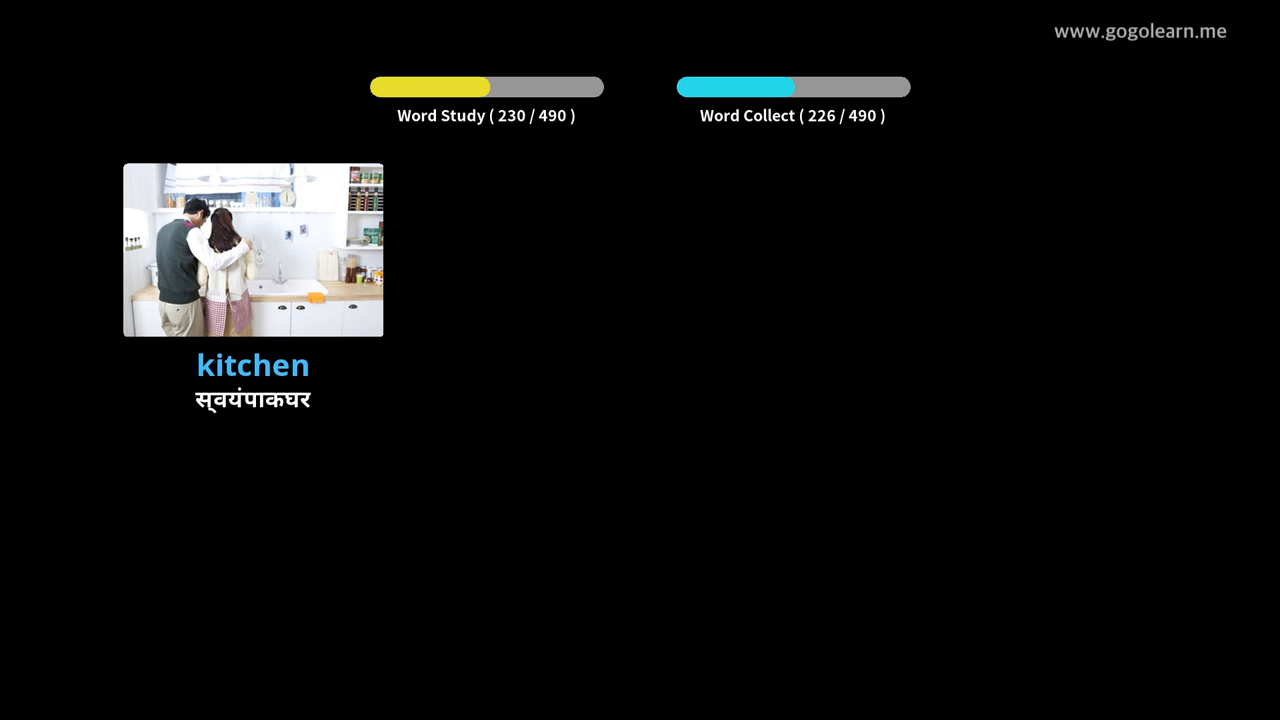 www.gogolearn.me
Word Study ( 230 / 490 )
Word Collect ( 226 / 490 )
kitchen
स्वयंपाकघर